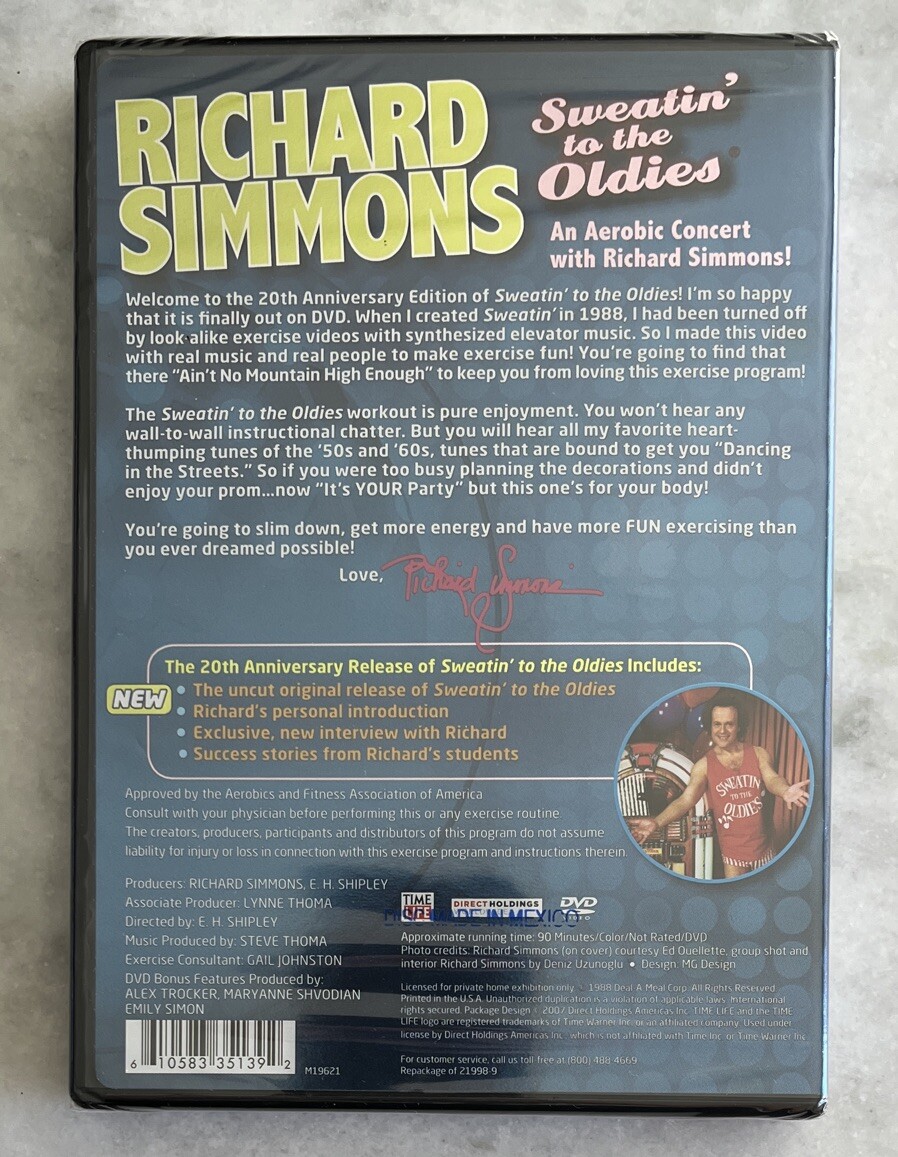 RICHARD
SIMMONS
Sweatin'
to the
Oldies
An Aerobic Concert
with Richard Simmons!
Welcome to the 20th Anniversary Edition of Sweatin' to the Oldies! I'm so happy
that it is finally out on DVD. When I created Sweatin' in 1988, I had been turned off
by look-alike exercise videos with synthesized elevator music. So I made this video
with real music and real people to make exercise fun! You're going to find that
there "Ain't No Mountain High Enough" to keep you from loving this exercise program!
The Sweatin' to the Oldies workout is pure enjoyment. You won't hear any
wall-to-wall instructional chatter. But you will hear all my favorite heart-
thumping tunes of the '50s and '60s, tunes that are bound to get you "Dancing
in the Streets." So if you were too busy planning the decorations and didn't
enjoy your prom...now "It's YOUR Party" but this one's for your body!
You're going to slim down, get more energy and have more FUN exercising than
you ever dreamed possible!
Love, Richard Simmons
The 20th Anniversary Release of Sweatin' to the Oldies Includes:
NEW
• The uncut original release of Sweatin' to the Oldies
• Richard's personal introduction
• Exclusive, new interview with Richard
• Success stories from Richard's students
SWEATIN'
TO THE
OLDIES
Approved by the Aerobics and Fitness Association of America
Consult with your physician before performing this or any exercise routine
The creators, producers, participants and distributors of this program do not assume
liability for injury or loss in connection with this exercise program and instructions therein.
Producers: RICHARD SIMMONS, E. H. SHIPLEY
Associate Producer: LYNNE THOMA
Directed by: E. H. SHIPLEY
Music Produced by: STEVE THOMA
Exercise Consultant: GAIL JOHNSTON
DVD Bonus Features Produced by:
ALEX TROCKER, MARYANNE SHVODIAN
EMILY SIMON
TIME
LIFE
DIRECT HOLDINGS
DVD
VIDEO
DISC MADE IN MEXICO
Approximate running time: 90 Minutes/Color/Not Rated/DVD
Photo credits: Richard Simmons (on cover) courtesy Ed Ouellette, group shot and
interior Richard Simmons by Deniz Uzunoglu • Design: MG Design
Licensed for private home exhibition only. © 1988 Deal A Meal Corp. All Rights Reserved.
Printed in the U.S.A. Unauthorized duplication is a violation of applicable laws. International
rights secured. Package Design © 2007 Direct Holdings Americas Inc. TIME LIFE and the TIME
LIFE logo are registered trademarks of Time Warner Inc. or an affiliated company. Used under
license by Direct Holdings Americas Inc., which is not affiliated with Time Inc. or Time Warner Inc.
For customer service, call us toll free at (800) 488-4669
Repackage of 21998-9
6 10583 35139 2
M19621